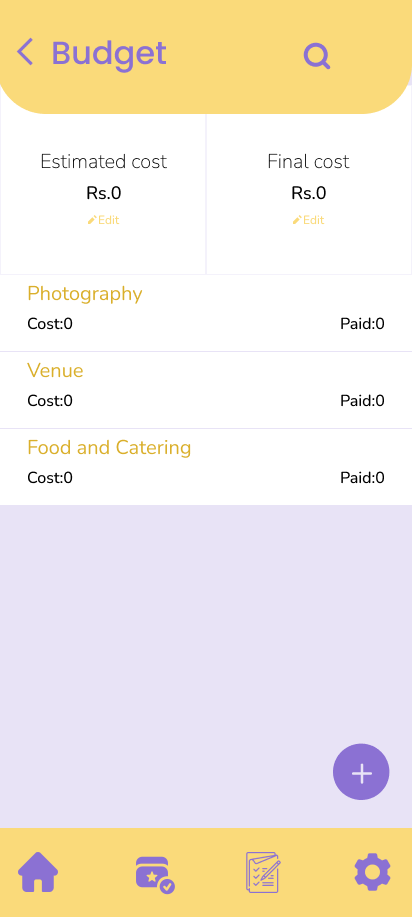 Budget
Estimated cost
Rs.0
Edit
Final cost
Rs.0
Edit
Photography
Cost:0 Paid:0
Venue
Cost:0 Paid:0
Food and Catering
Cost:0 Paid:0